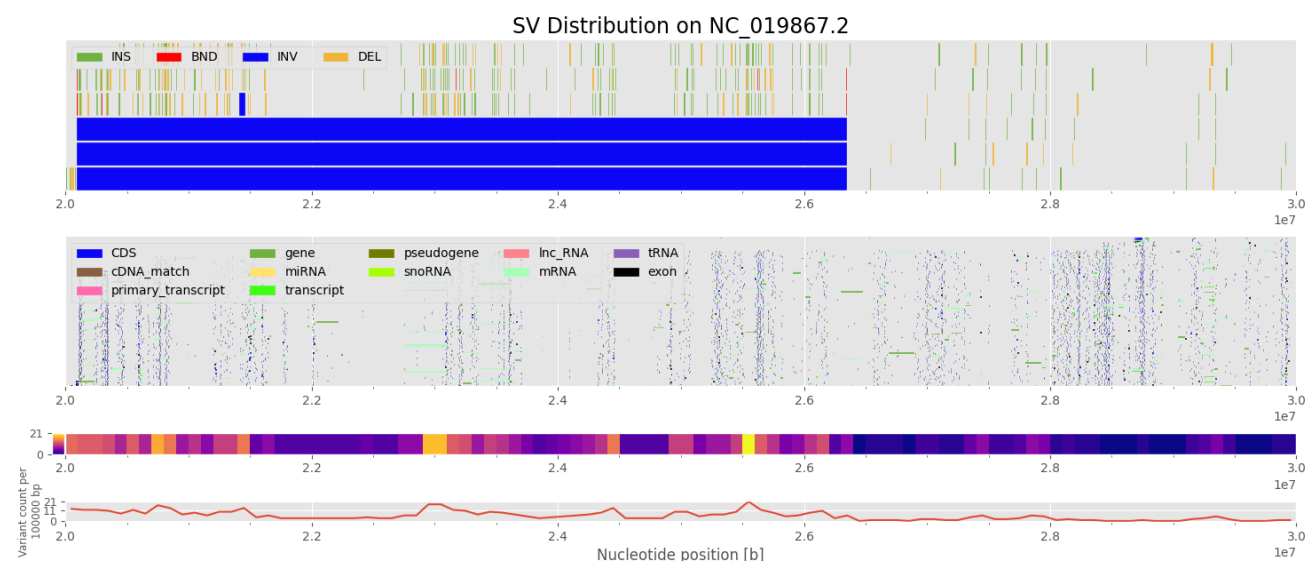 SV Distribution on NC_019867.2
INS BND INV DEL
2.0 2.2 2.4 2.6 2.8 3.0
1e7
CDS gene pseudogene lnc_RNA tRNA
cDNA_match miRNA snoRNA mRNA exon
primary_transcript transcript
2.0 2.2 2.4 2.6 2.8 3.0
1e7
21
0
2.0 2.2 2.4 2.6 2.8 3.0
1e7
Variant count per
100000 bp
21
11
0
2.0 2.2 2.4 2.6 2.8 3.0
1e7
Nucleotide position [b]